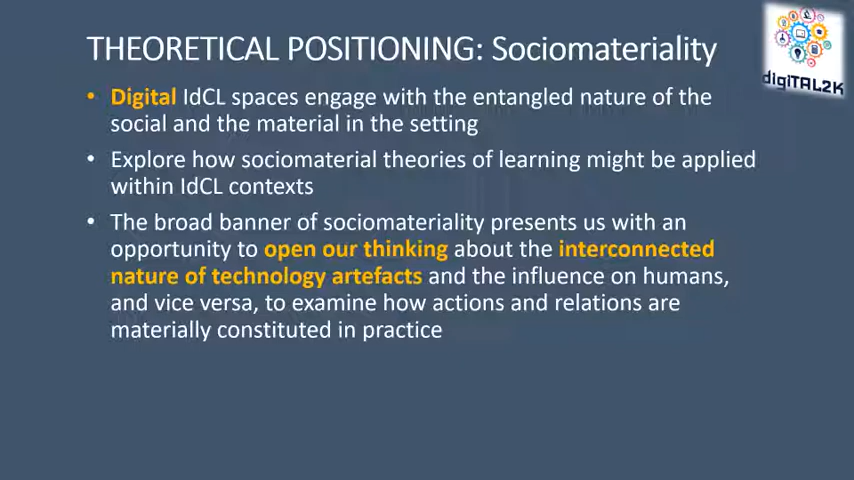 THEORETICAL POSITIONING: Sociomateriality
digiTAL2K
• Digital IdCL spaces engage with the entangled nature of the
social and the material in the setting
• Explore how sociomaterial theories of learning might be applied
within IdCL contexts
• The broad banner of sociomateriality presents us with an
opportunity to open our thinking about the interconnected
nature of technology artefacts and the influence on humans,
and vice versa, to examine how actions and relations are
materially constituted in practice